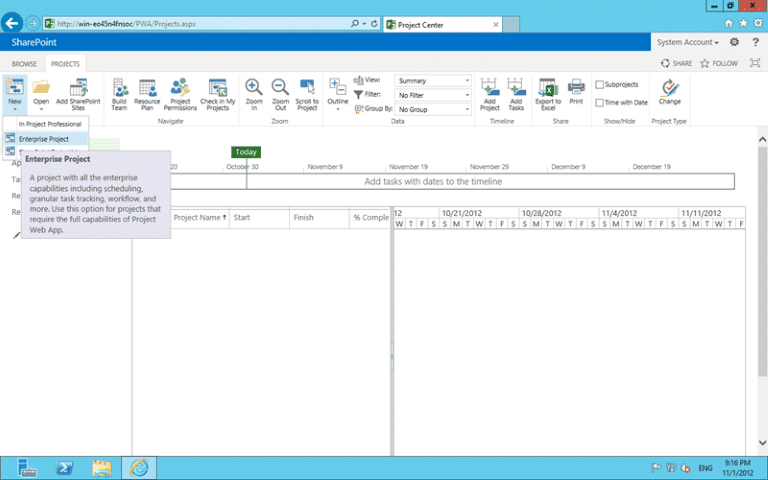 http://win-eo45n4fnsoc/PWA/Projects.aspx
Project Center
SharePoint
System Account
?
BROWSE
PROJECTS
SHARE
FOLLOW
New
Open
Add SharePoint Sites
Build Team
Resource Plan
Project Permissions
Check in My Projects
Navigate
Zoom In
Zoom Out
Scroll to Project
Zoom
Outline
View:
Summary
Filter:
No Filter
Group By:
No Group
Data
Add Project
Add Tasks
Timeline
Export to Excel
Print
Share
Subprojects
Time with Date
Show/Hide
Change
Project Type
In Project Professional
Enterprise Project
Enterprise Project
A project with all the enterprise
capabilities including scheduling,
granular task tracking, workflow, and
more. Use this option for projects that
require the full capabilities of Project
Web App.
Ap
Tas
Re
Re
Today
20
October 30
November 9
November 19
November 29
December 9
December 19
Add tasks with dates to the timeline
Project Name
Start
Finish
% Comple
12
10/21/2012
10/28/2012
11/4/2012
11/11/2012
W T F S S M T W T F S S M T W T F S S M T W T F S S M T W T F
ENG
9:16 PM
11/1/2012